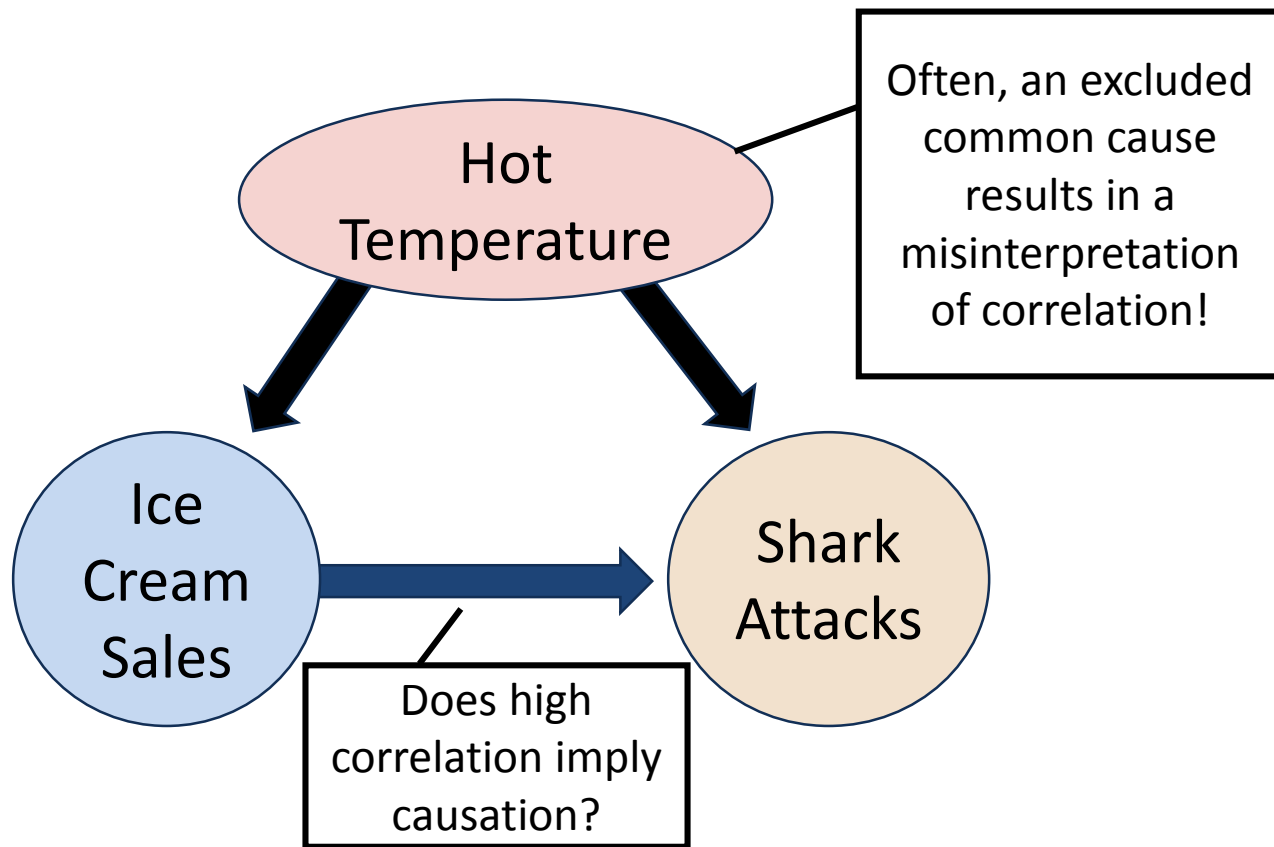 Hot
Temperature
Often, an excluded
common cause
results in a
misinterpretation
of correlation!
Ice
Cream
Sales
Shark
Attacks
Does high
correlation imply
causation?